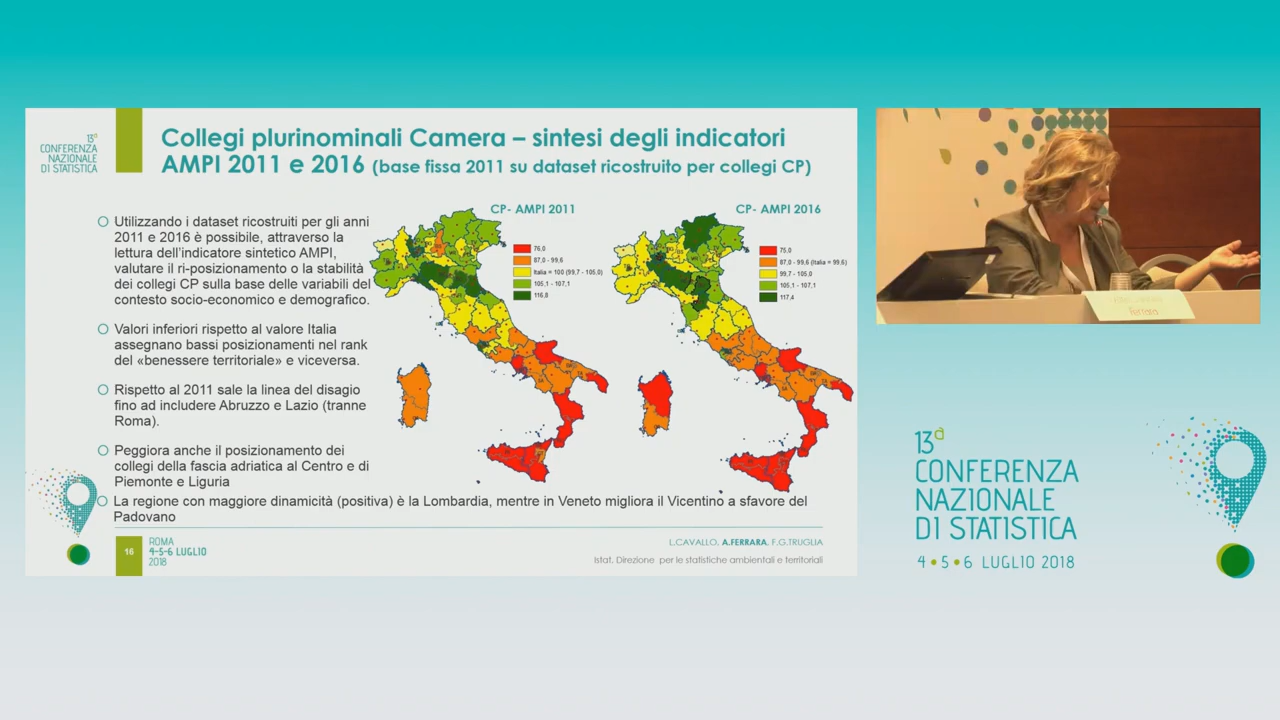 13ª
CONFERENZA
NAZIONALE
DI STATISTICA
Collegi plurinominali Camera – sintesi degli indicatori
AMPI 2011 e 2016 (base fissa 2011 su dataset ricostruito per collegi CP)
Utilizzando i dataset ricostruiti per gli anni
2011 e 2016 è possibile, attraverso la
lettura dell'indicatore sintetico AMPI,
valutare il ri-posizionamento o la stabilità
dei collegi CP sulla base delle variabili del
contesto socio-economico e demografico.
Valori inferiori rispetto al valore Italia
assegnano bassi posizionamenti nel rank
del «benessere territoriale» e viceversa.
Rispetto al 2011 sale la linea del disagio
fino ad includere Abruzzo e Lazio (tranne
Roma).
Peggiora anche il posizionamento dei
collegi della fascia adriatica al Centro e di
Piemonte e Liguria
La regione con maggiore dinamicità (positiva) è la Lombardia, mentre in Veneto migliora il Vicentino a sfavore del
Padovano
CP- AMPI 2011
76,0
87,0 - 99,6
Italia = 100 (99,7 - 105,0)
105,1 - 107,1
116,8
CP- AMPI 2016
75,0
87,0 - 99,6 (Italia = 99,6)
99,7 - 105,0
105,1 - 107,1
117,4
16
ROMA
4-5-6 LUGLIO
2018
L.CAVALLO, A.FERRARA, F.G.TRUGLIA
Istat, Direzione per le statistiche ambientali e territoriali
Ferrara
13ª
CONFERENZA
NAZIONALE
DI STATISTICA
4 • 5 • 6 LUGLIO 2018